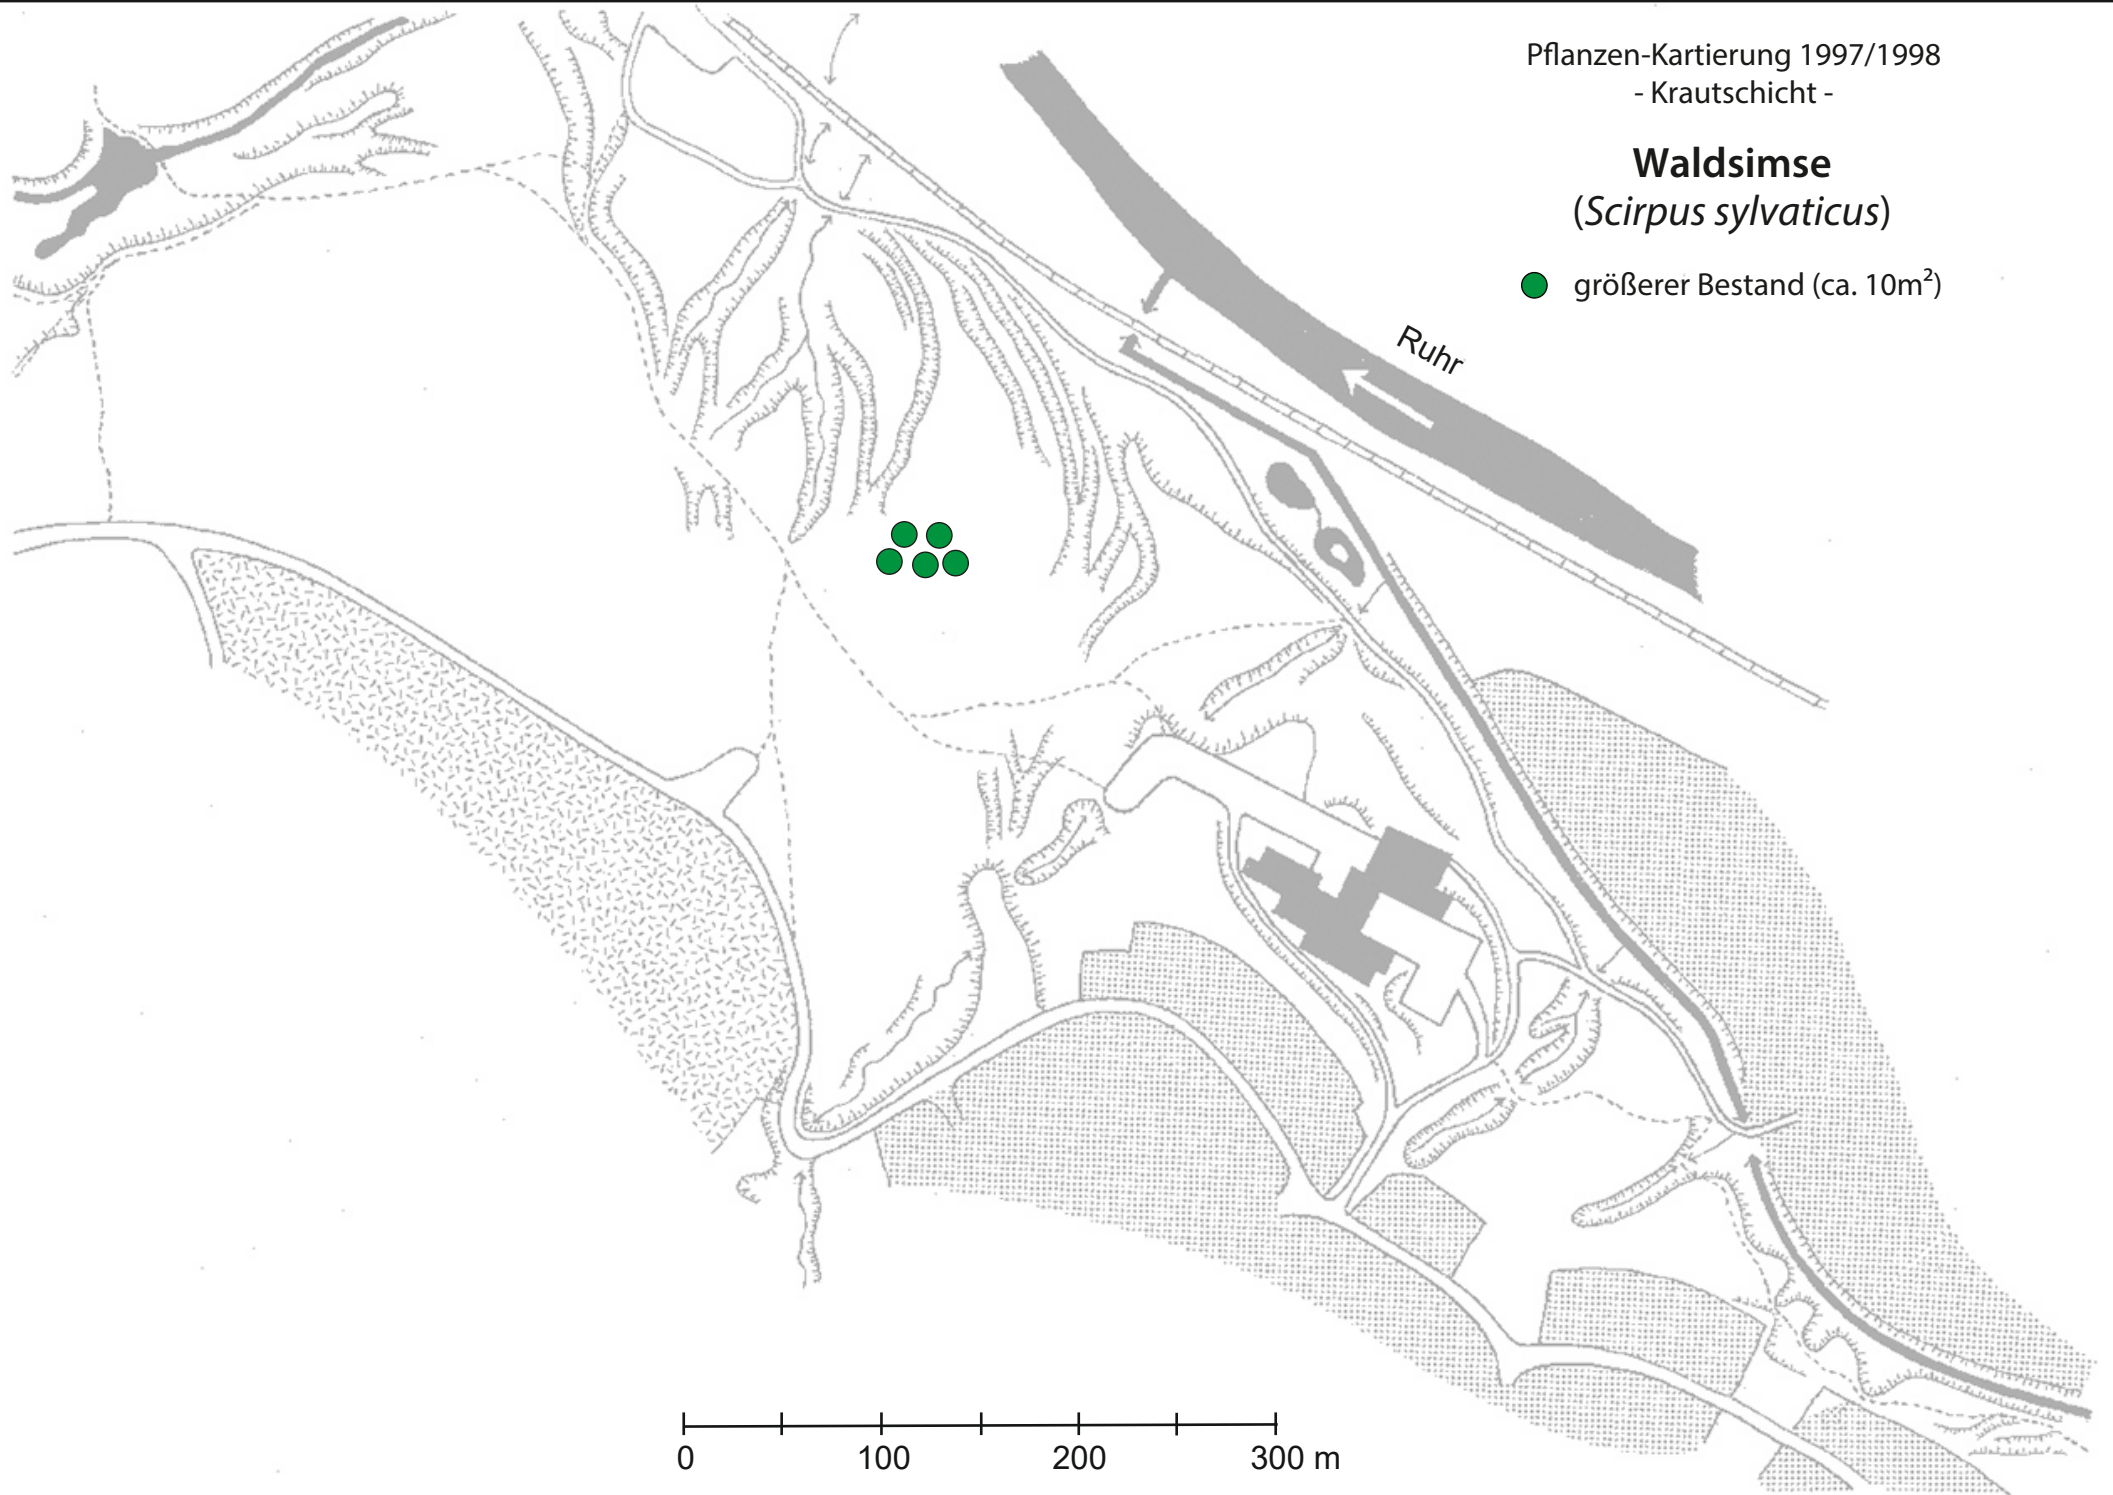 Pflanzen-Kartierung 1997/1998
- Krautschicht -
Waldsimse
(Scirpus sylvaticus)
größerer Bestand (ca. 10m²)
Ruhr
0 100 200 300 m